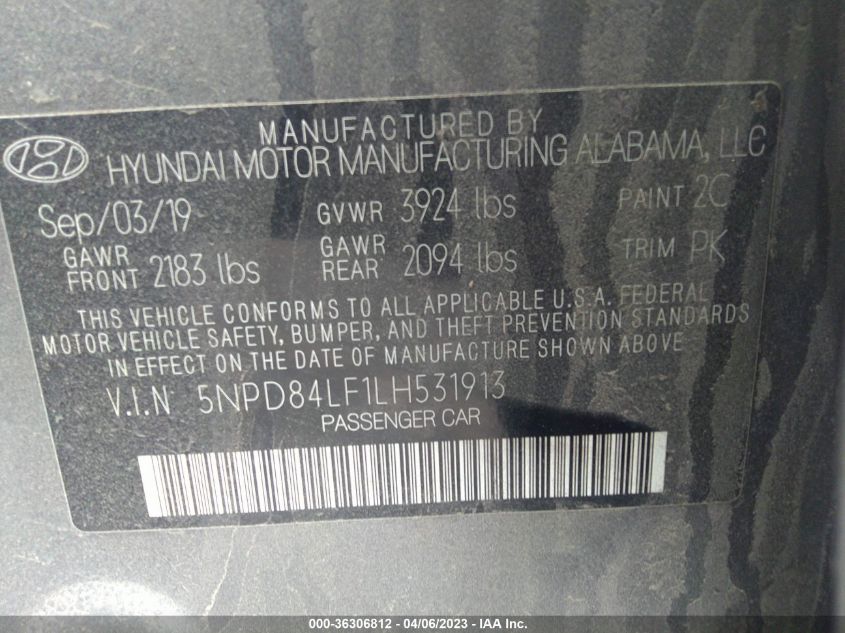 MANUFACTURED BY
HYUNDAI MOTOR MANUFACTURING ALABAMA, LLC
Sep/03/19 GVWR 3924 lbs PAINT 2C
GAWR FRONT 2183 lbs GAWR REAR 2094 lbs TRIM PK
THIS VEHICLE CONFORMS TO ALL APPLICABLE U.S.A. FEDERAL
MOTOR VEHICLE SAFETY, BUMPER, AND THEFT PREVENTION STANDARDS
IN EFFECT ON THE DATE OF MANUFACTURE SHOWN ABOVE
V.I.N 5NPD84LF1LH531913
PASSENGER CAR
000-36306812 - 04/06/2023 - IAA Inc.